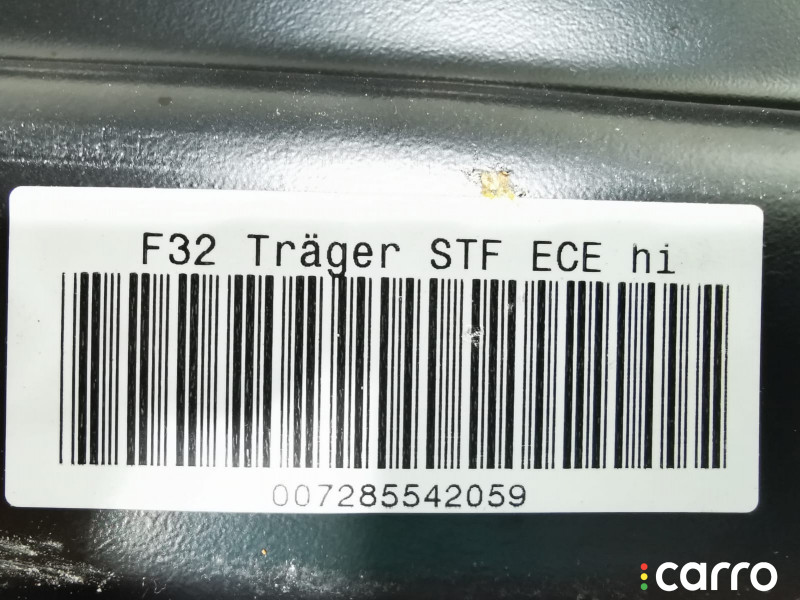 F32 Träger STF ECE hi
007285542059
carro